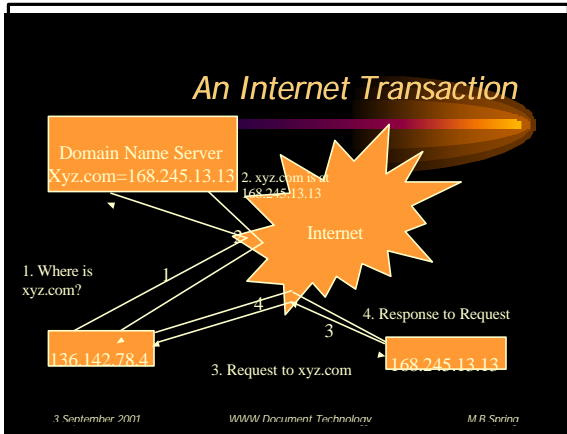 An Internet Transaction
Domain Name Server
Xyz.com=168.245.13.13
2. xyz.com is at
168.245.13.13
2
Internet
1. Where is
xyz.com?
1
4
3
4. Response to Request
136.142.78.4
3. Request to xyz.com
168.245.13.13
3 September 2001
WWW Document Technology
M.B.Spring